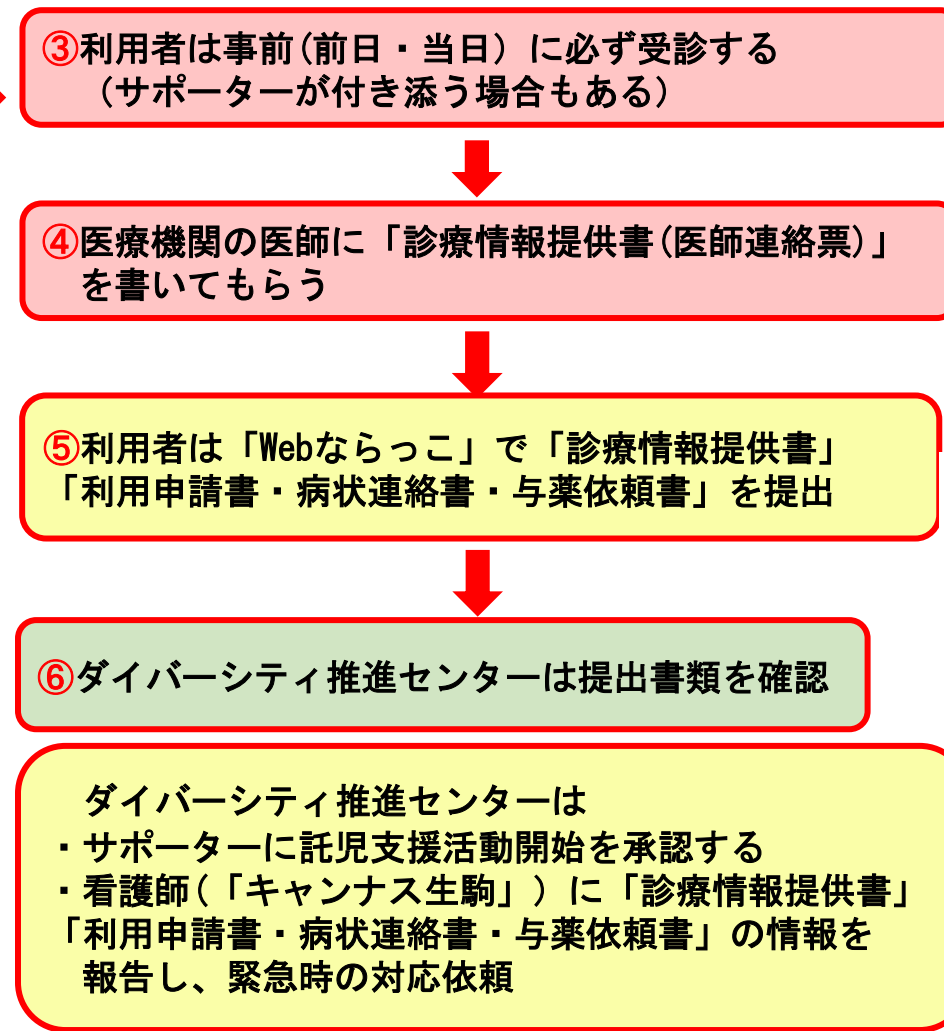 ③利用者は事前(前日・当日)に必ず受診する
(サポーターが付き添う場合もある)
④医療機関の医師に「診療情報提供書(医師連絡票)」
を書いてもらう
⑤利用者は「Webならっこ」で「診療情報提供書」
「利用申請書・病状連絡書・与薬依頼書」を提出
⑥ダイバーシティ推進センターは提出書類を確認
ダイバーシティ推進センターは
・サポーターに託児支援活動開始を承認する
・看護師(「キャンナス生駒」)に「診療情報提供書」
「利用申請書・病状連絡書・与薬依頼書」の情報を
報告し、緊急時の対応依頼